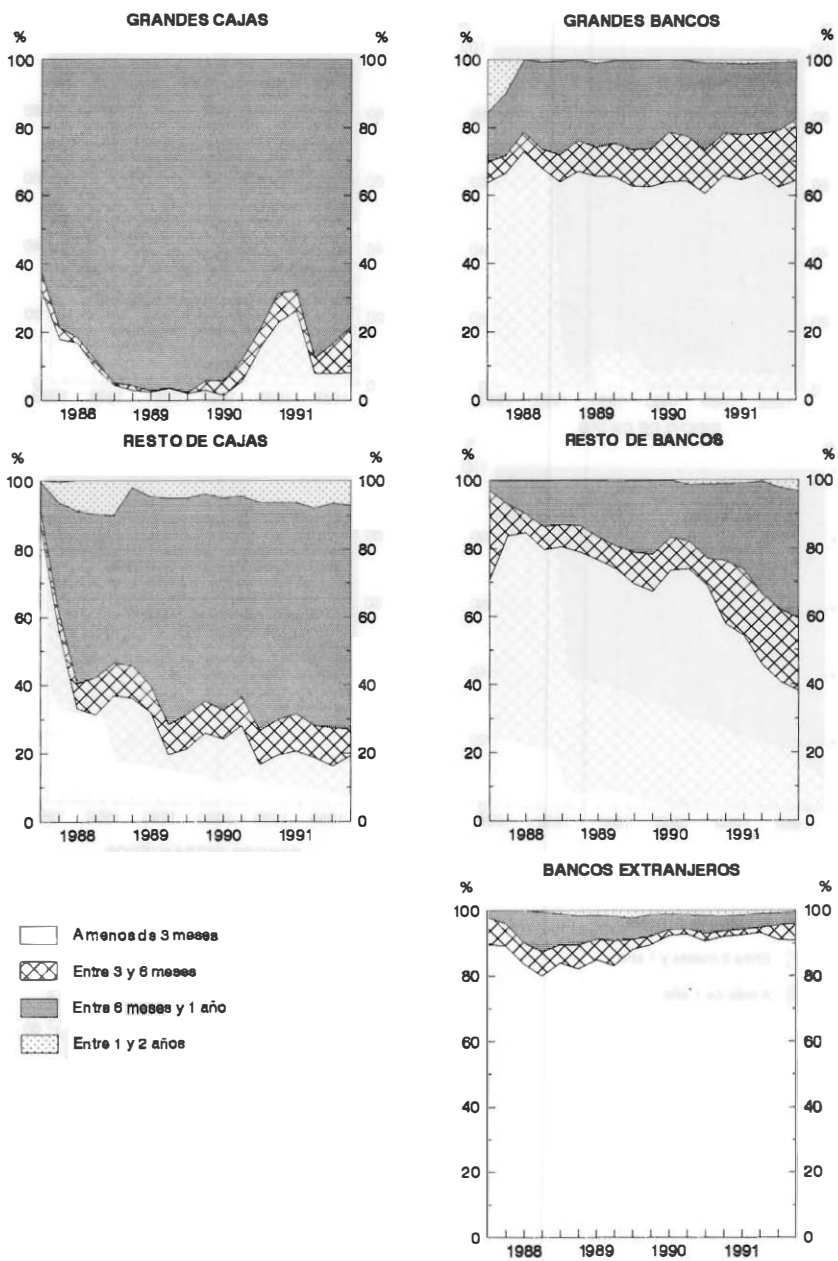 GRANDES CAJAS
% %
100 100
80 80
60 60
40 40
20 20
0 0
1988 1989 1990 1991
GRANDES BANCOS
% %
100 100
80 80
60 60
40 40
20 20
0 0
1988 1989 1990 1991
RESTO DE CAJAS
% %
100 100
80 80
60 60
40 40
20 20
0 0
1988 1989 1990 1991
RESTO DE BANCOS
% %
100 100
80 80
60 60
40 40
20 20
0 0
1988 1989 1990 1991
BANCOS EXTRANJEROS
% %
100 100
80 80
60 60
40 40
20 20
0 0
1988 1989 1990 1991
A menos de 3 meses
Entre 3 y 6 meses
Entre 6 meses y 1 año
Entre 1 y 2 años